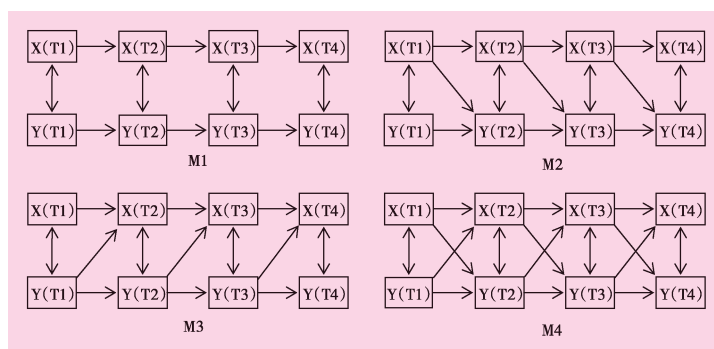 X(T1) X(T2) X(T3) X(T4)
Y(T1) Y(T2) Y(T3) Y(T4)
M1
X(T1) X(T2) X(T3) X(T4)
Y(T1) Y(T2) Y(T3) Y(T4)
M2
X(T1) X(T2) X(T3) X(T4)
Y(T1) Y(T2) Y(T3) Y(T4)
M3
X(T1) X(T2) X(T3) X(T4)
Y(T1) Y(T2) Y(T3) Y(T4)
M4